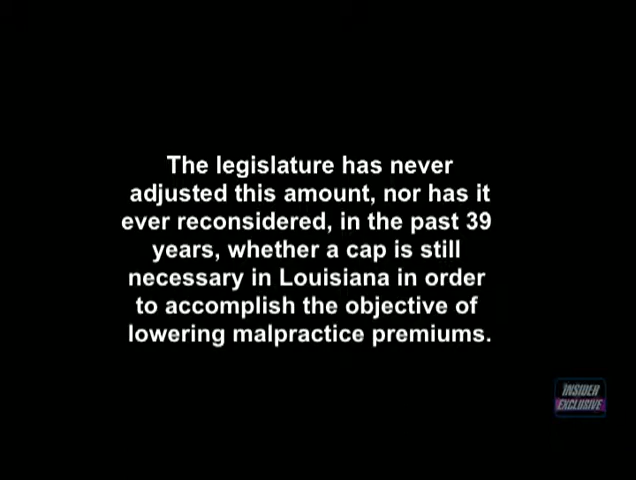 The legislature has never
adjusted this amount, nor has it
ever reconsidered, in the past 39
years, whether a cap is still
necessary in Louisiana in order
to accomplish the objective of
lowering malpractice premiums.
INSIDER
EXCLUSIVE